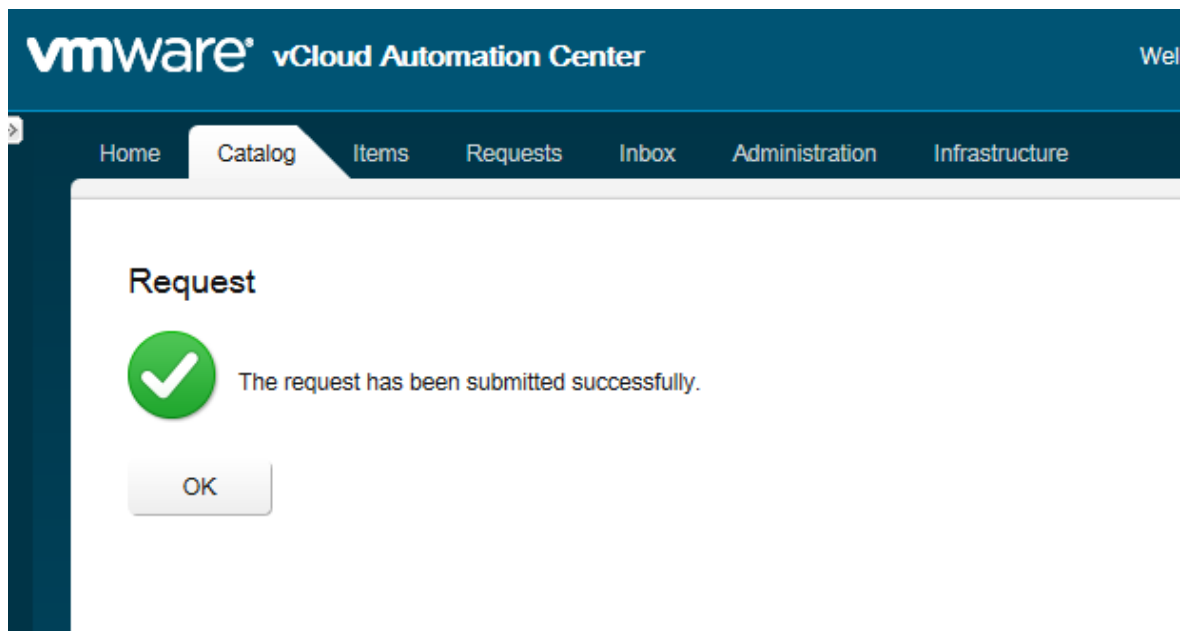 vmware® vCloud Automation Center
Wel
Home Catalog Items Requests Inbox Administration Infrastructure
Request
The request has been submitted successfully.
OK